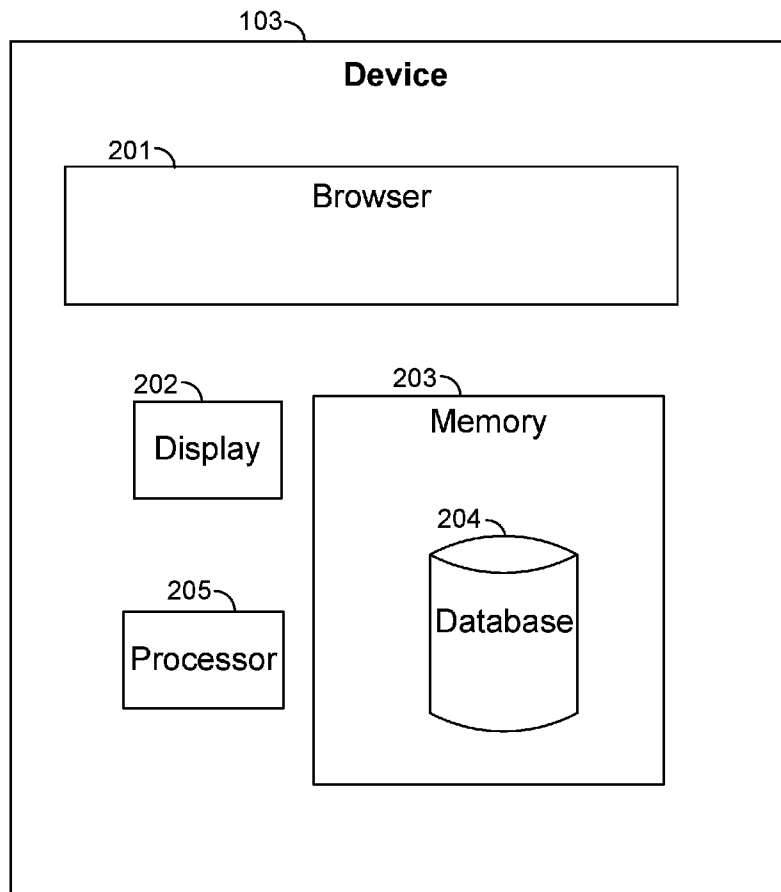 103
Device
201
Browser
202
Display
203
Memory
204
Database
205
Processor